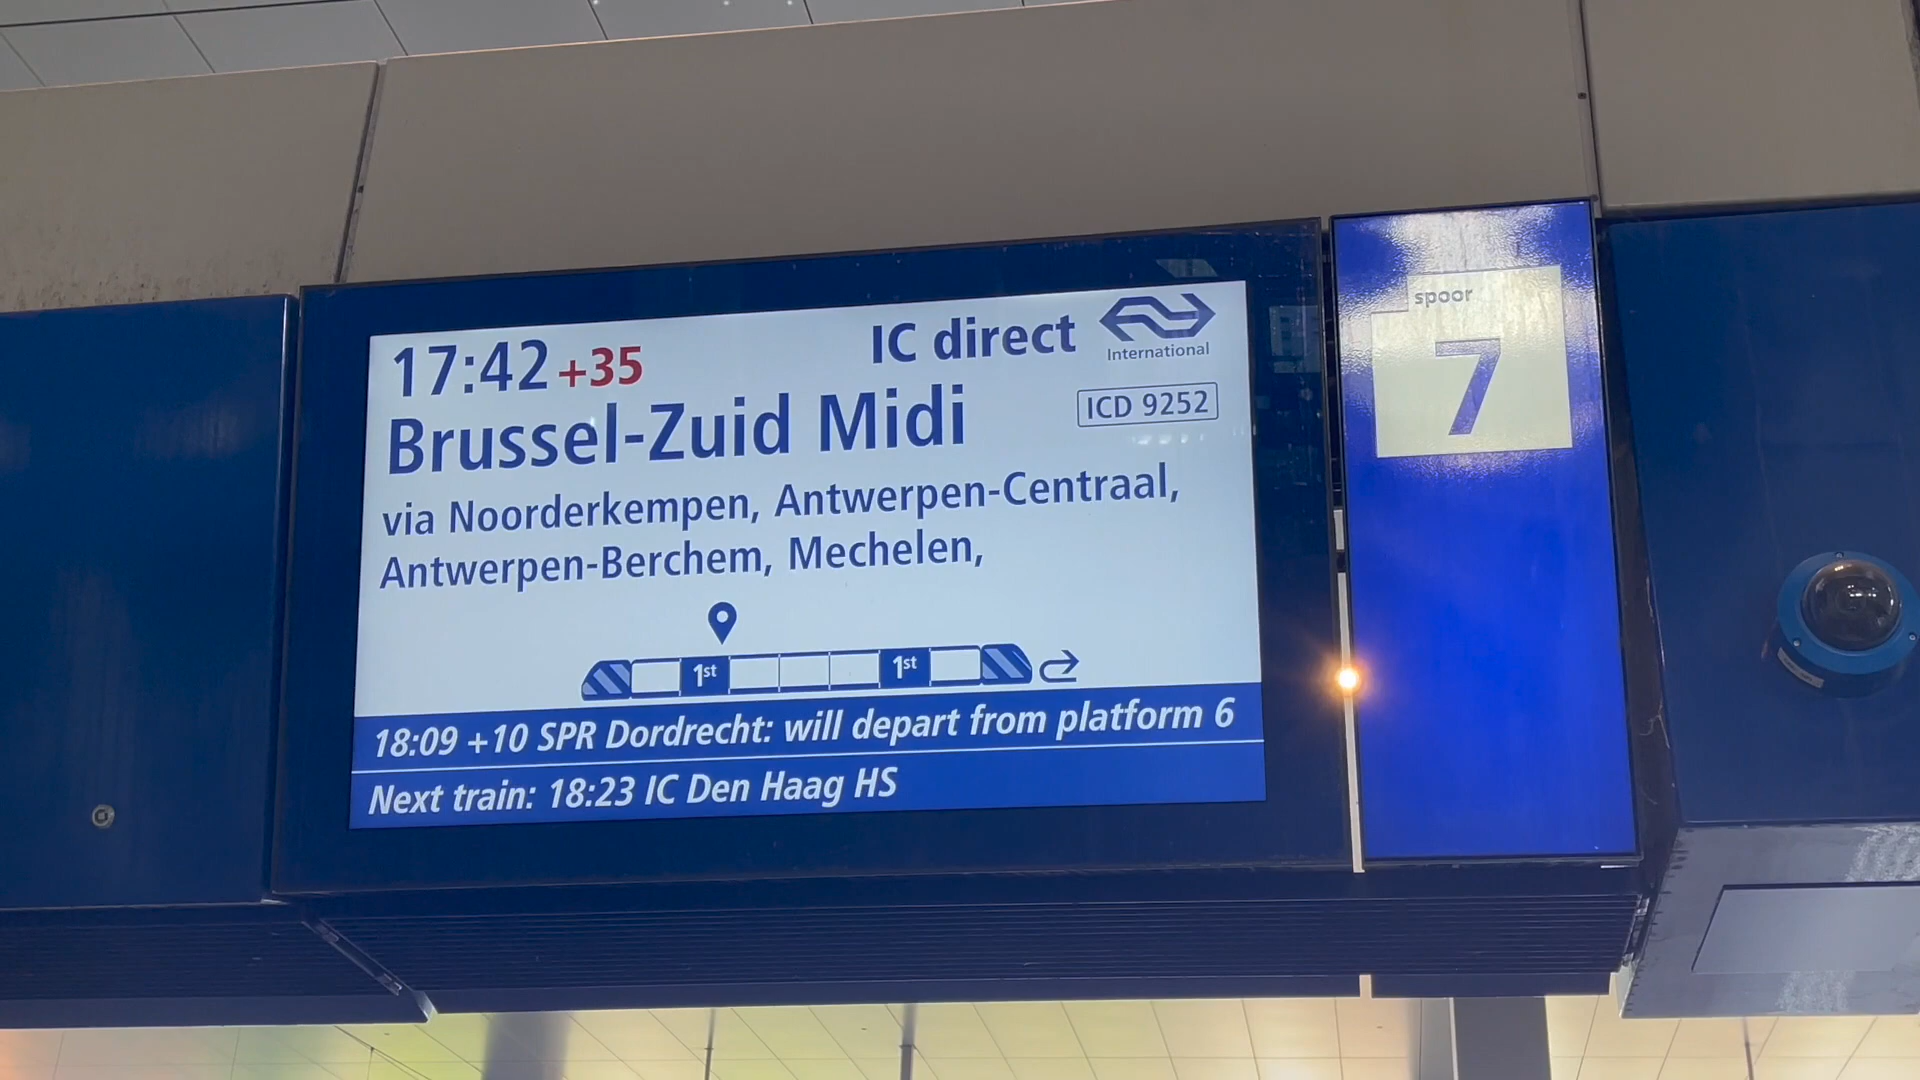 17:42 +35 IC direct
International
Brussel-Zuid Midi ICD 9252
via Noorderkempen, Antwerpen-Centraal,
Antwerpen-Berchem, Mechelen,
1st 1st
18:09 +10 SPR Dordrecht: will depart from platform 6
Next train: 18:23 IC Den Haag HS
spoor
7